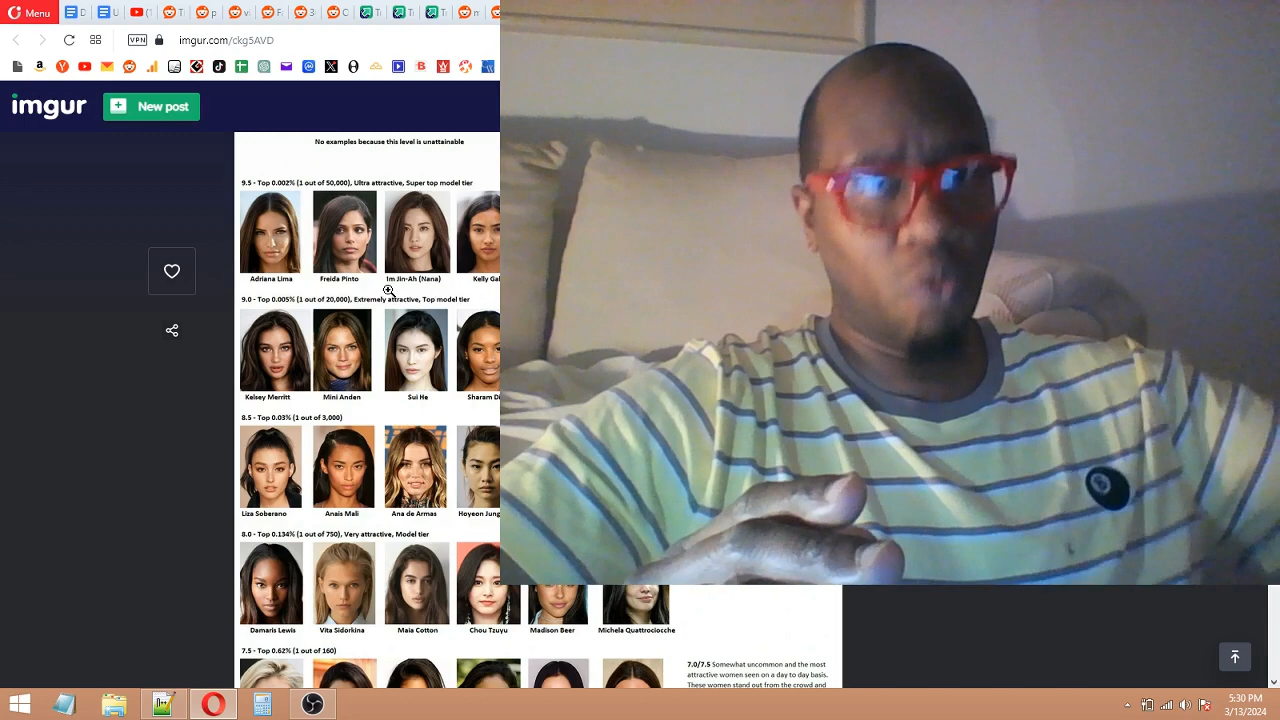 Menu
imgur.com/ckg5AVD
VPN
imgur
New post
No examples because this level is unattainable
9.5 - Top 0.002% (1 out of 50,000), Ultra attractive, Super top model tier
Adriana Lima
Freida Pinto
Im Jin-Ah (Nana)
Kelly Gal
9.0 - Top 0.005% (1 out of 20,000), Extremely attractive, Top model tier
Kelsey Merritt
Mini Anden
Sui He
Sharam Di
8.5 - Top 0.03% (1 out of 3,000)
Liza Soberano
Anais Mali
Ana de Armas
Hoyeon Jung
8.0 - Top 0.134% (1 out of 750), Very attractive, Model tier
Damaris Lewis
Vita Sidorkina
Maia Cotton
Chou Tzuyu
Madison Beer
Michela Quattrociocche
7.5 - Top 0.62% (1 out of 160)
7.0/7.5 Somewhat uncommon and the most
attractive women seen on a day to day basis.
These women stand out from the crowd and
5:30 PM
3/13/2024